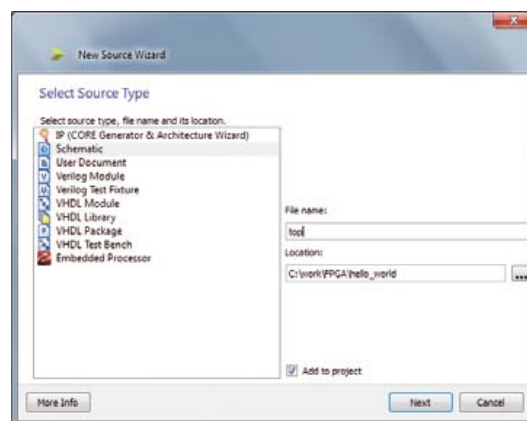 New Source Wizard
Select Source Type
Select source type, file name and its location.
IP (CORE Generator & Architecture Wizard)
Schematic
User Document
Verilog Module
Verilog Test Fixture
VHDL Module
VHDL Library
VHDL Package
VHDL Test Bench
Embedded Processor
File name:
top
Location:
C:\work\FPGA\hello_world
...
Add to project
More Info
Next
Cancel